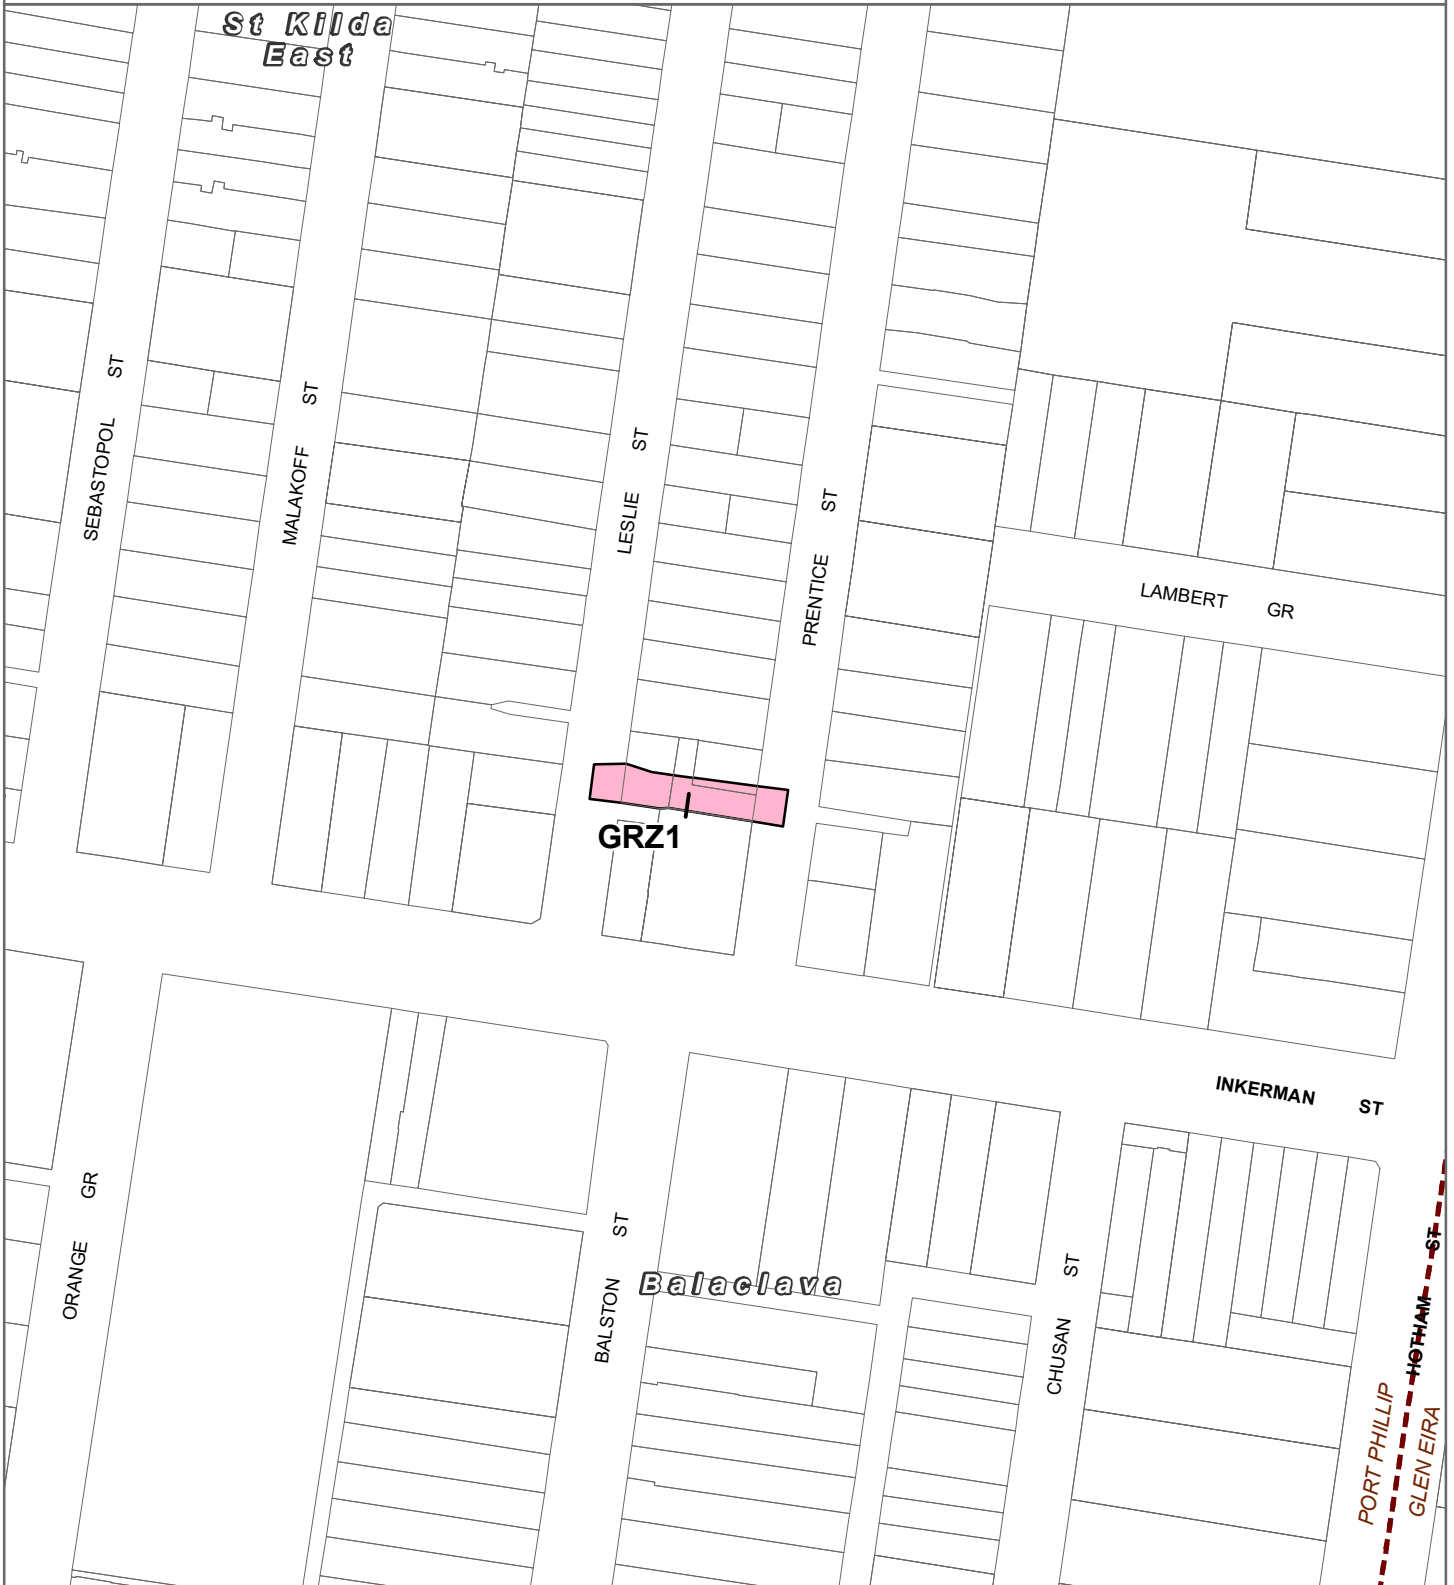 St Kilda
East
SEBASTOPOL ST
MALAKOFF ST
LESLIE ST
PRENTICE ST
LAMBERT GR
GRZ1
INKERMAN ST
ORANGE GR
BALSTON ST
Balaclava
CHUSAN ST
HOTHAM ST
PORT PHILLIP
GLEN EIRA